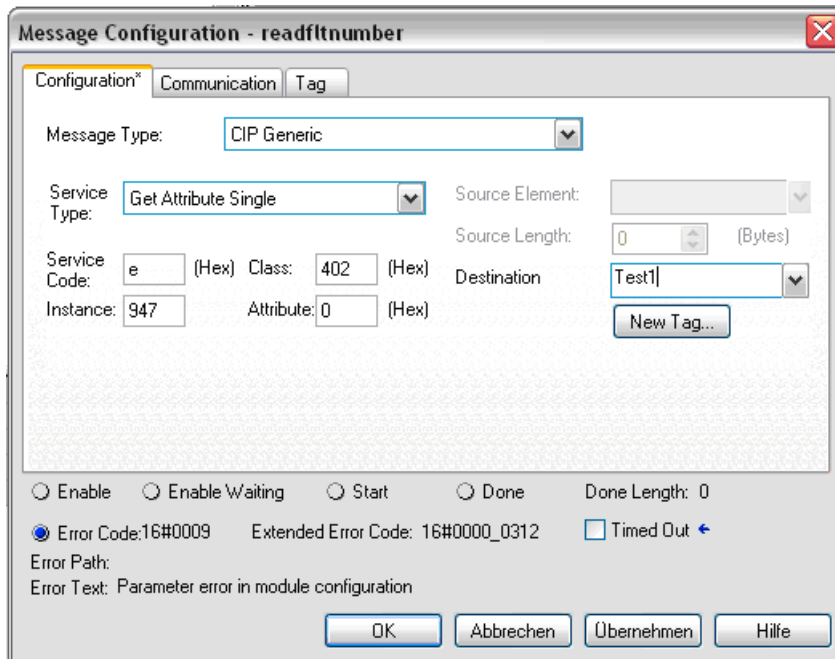 Message Configuration - readfltnumber
Configuration* Communication Tag
Message Type: CIP Generic
Service Type: Get Attribute Single Source Element:
Source Length: 0 (Bytes)
Service Code: e (Hex) Class: 402 (Hex) Destination Test1
Instance: 947 Attribute: 0 (Hex) New Tag...
Enable Enable Waiting Start Done Done Length: 0
Error Code: 16#0009 Extended Error Code: 16#0000_0312 Timed Out
Error Path:
Error Text: Parameter error in module configuration
OK Abbrechen Übernehmen Hilfe